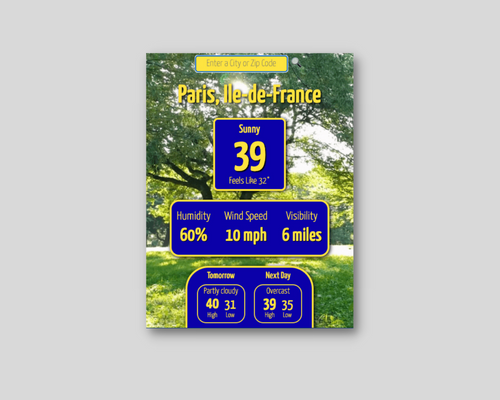 Enter a City or Zip Code
Paris, Ile-de-France
Sunny
39
Feels Like 32°
Humidity Wind Speed Visibility
60% 10 mph 6 miles
Tomorrow Next Day
Partly cloudy Overcast
40 31 39 35
High Low High Low